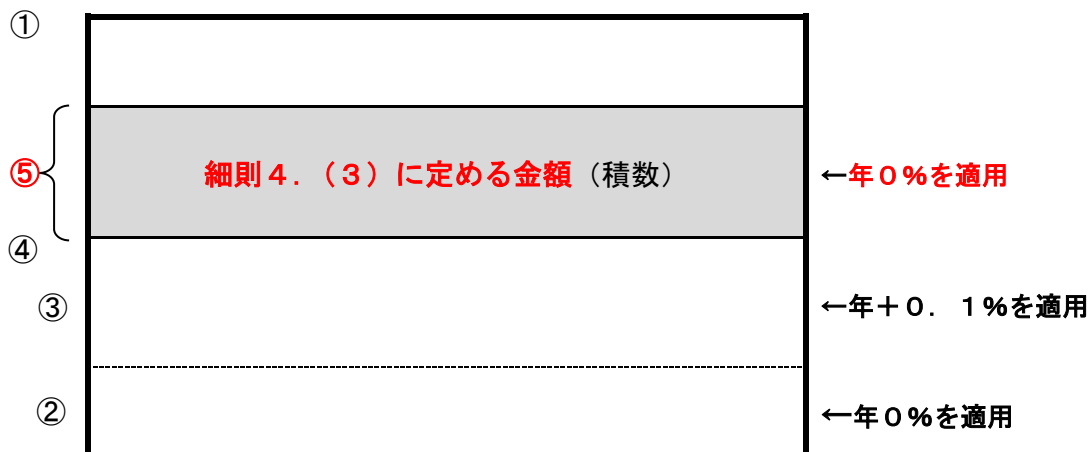 ①
⑤ 細則４．（３）に定める金額（積数） ←年０％を適用
④
③ ←年＋０．１％を適用
② ←年０％を適用